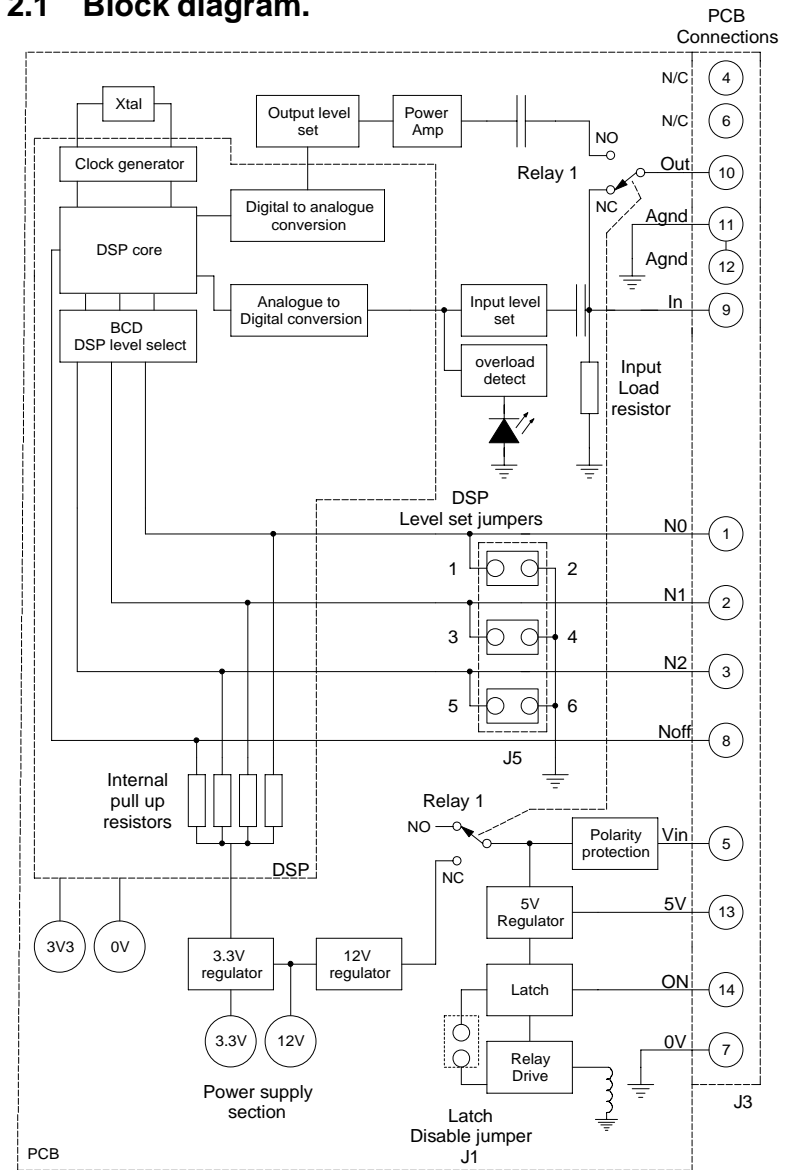 2.1 Block diagram.
PCB
Connections
N/C
4
Xtal
Output level
set
Power
Amp
N/C
6
NO
Clock generator
Relay 1
Out
10
NC
Digital to analogue
conversion
Agnd
11
DSP core
Agnd
12
Analogue to
Digital conversion
Input level
set
In
9
BCD
DSP level select
overload
detect
Input
Load
resistor
DSP
Level set jumpers
N0
1
1
2
N1
2
3
4
N2
3
5
6
Noff
8
J5
Internal
pull up
resistors
Relay 1
NO
Polarity
protection
Vin
5
NC
DSP
5V
Regulator
5V
13
3V3
0V
3.3V
regulator
12V
regulator
Latch
ON
14
3.3V
12V
Relay
Drive
0V
7
Power supply
section
J3
Latch
Disable jumper
J1
PCB